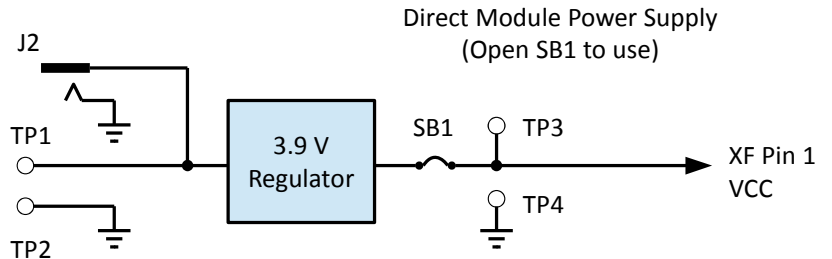 Direct Module Power Supply
(Open SB1 to use)
J2
TP1
3.9 V
Regulator
SB1
TP3
XF Pin 1
VCC
TP4
TP2